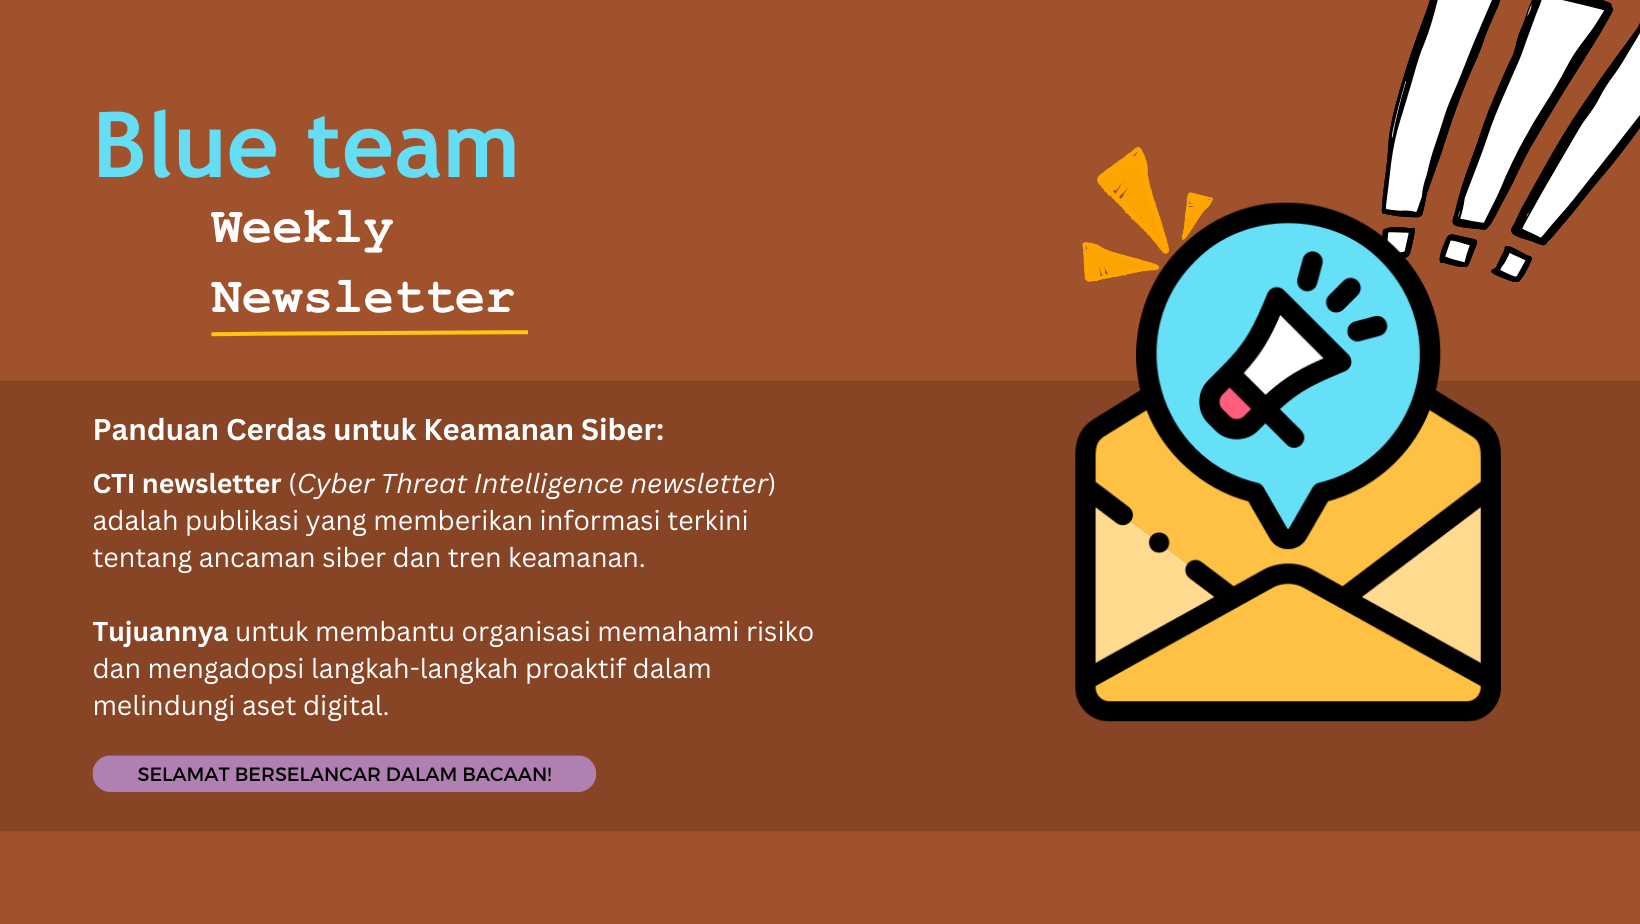 Blue team
Weekly
Newsletter
Panduan Cerdas untuk Keamanan Siber:
CTI newsletter (Cyber Threat Intelligence newsletter)
adalah publikasi yang memberikan informasi terkini
tentang ancaman siber dan tren keamanan.
Tujuannya untuk membantu organisasi memahami risiko
dan mengadopsi langkah-langkah proaktif dalam
melindungi aset digital.
SELAMAT BERSELANCAR DALAM BACAAN!